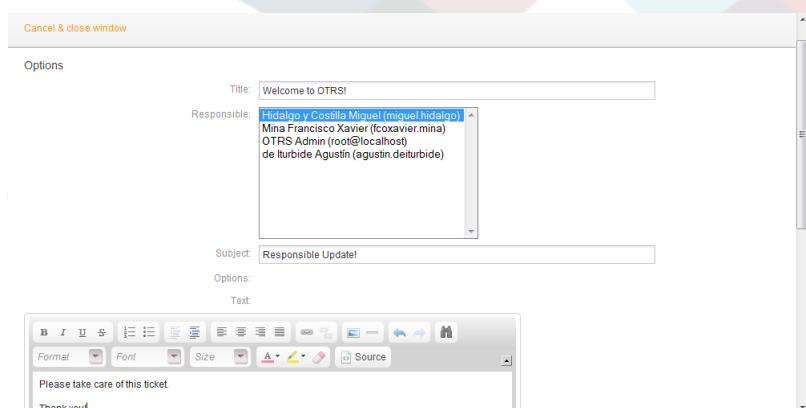 Cancel & close window
Options
Title: Welcome to OTRS!
Responsible: Hidalgo y Costilla Miguel (miguel.hidalgo)
Mina Francisco Xavier (fcoxavier.mina)
OTRS Admin (root@localhost)
de Iturbide Agustín (agustin.deiturbide)
Subject: Responsible Update!
Options:
Text:
B I U S
Format Font Size A Source
Please take care of this ticket.
Thank you!